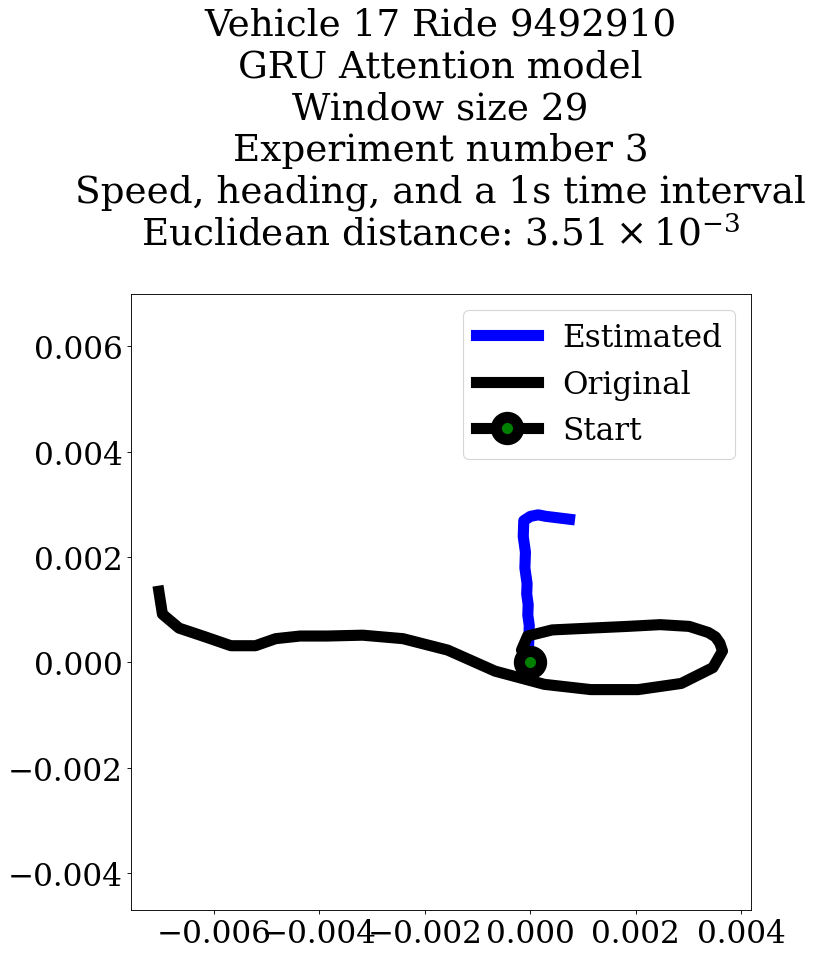 Vehicle 17 Ride 9492910
GRU Attention model
Window size 29
Experiment number 3
Speed, heading, and a 1s time interval
Euclidean distance: 3.51 × 10⁻³
Estimated
Original
Start
0.006
0.004
0.002
0.000
−0.002
−0.004
−0.006 −0.004 −0.002 0.000 0.002 0.004